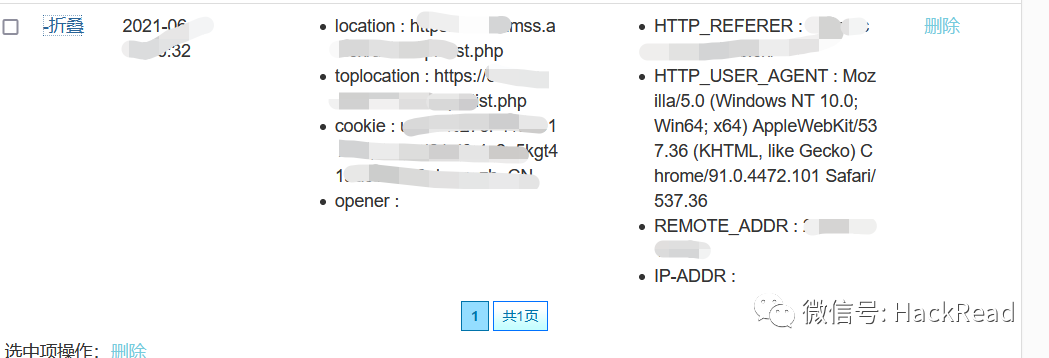 -折叠
2021-06
:32
location : http mss.a
ist.php
toplocation : https://
ist.php
cookie :
5kgt4
opener :
HTTP_REFERER :
HTTP_USER_AGENT : Moz
illa/5.0 (Windows NT 10.0;
Win64; x64) AppleWebKit/53
7.36 (KHTML, like Gecko) C
hrome/91.0.4472.101 Safari/
537.36
REMOTE_ADDR :
IP-ADDR :
删除
1 共1页
微信号: HackRead
选中项操作: 删除